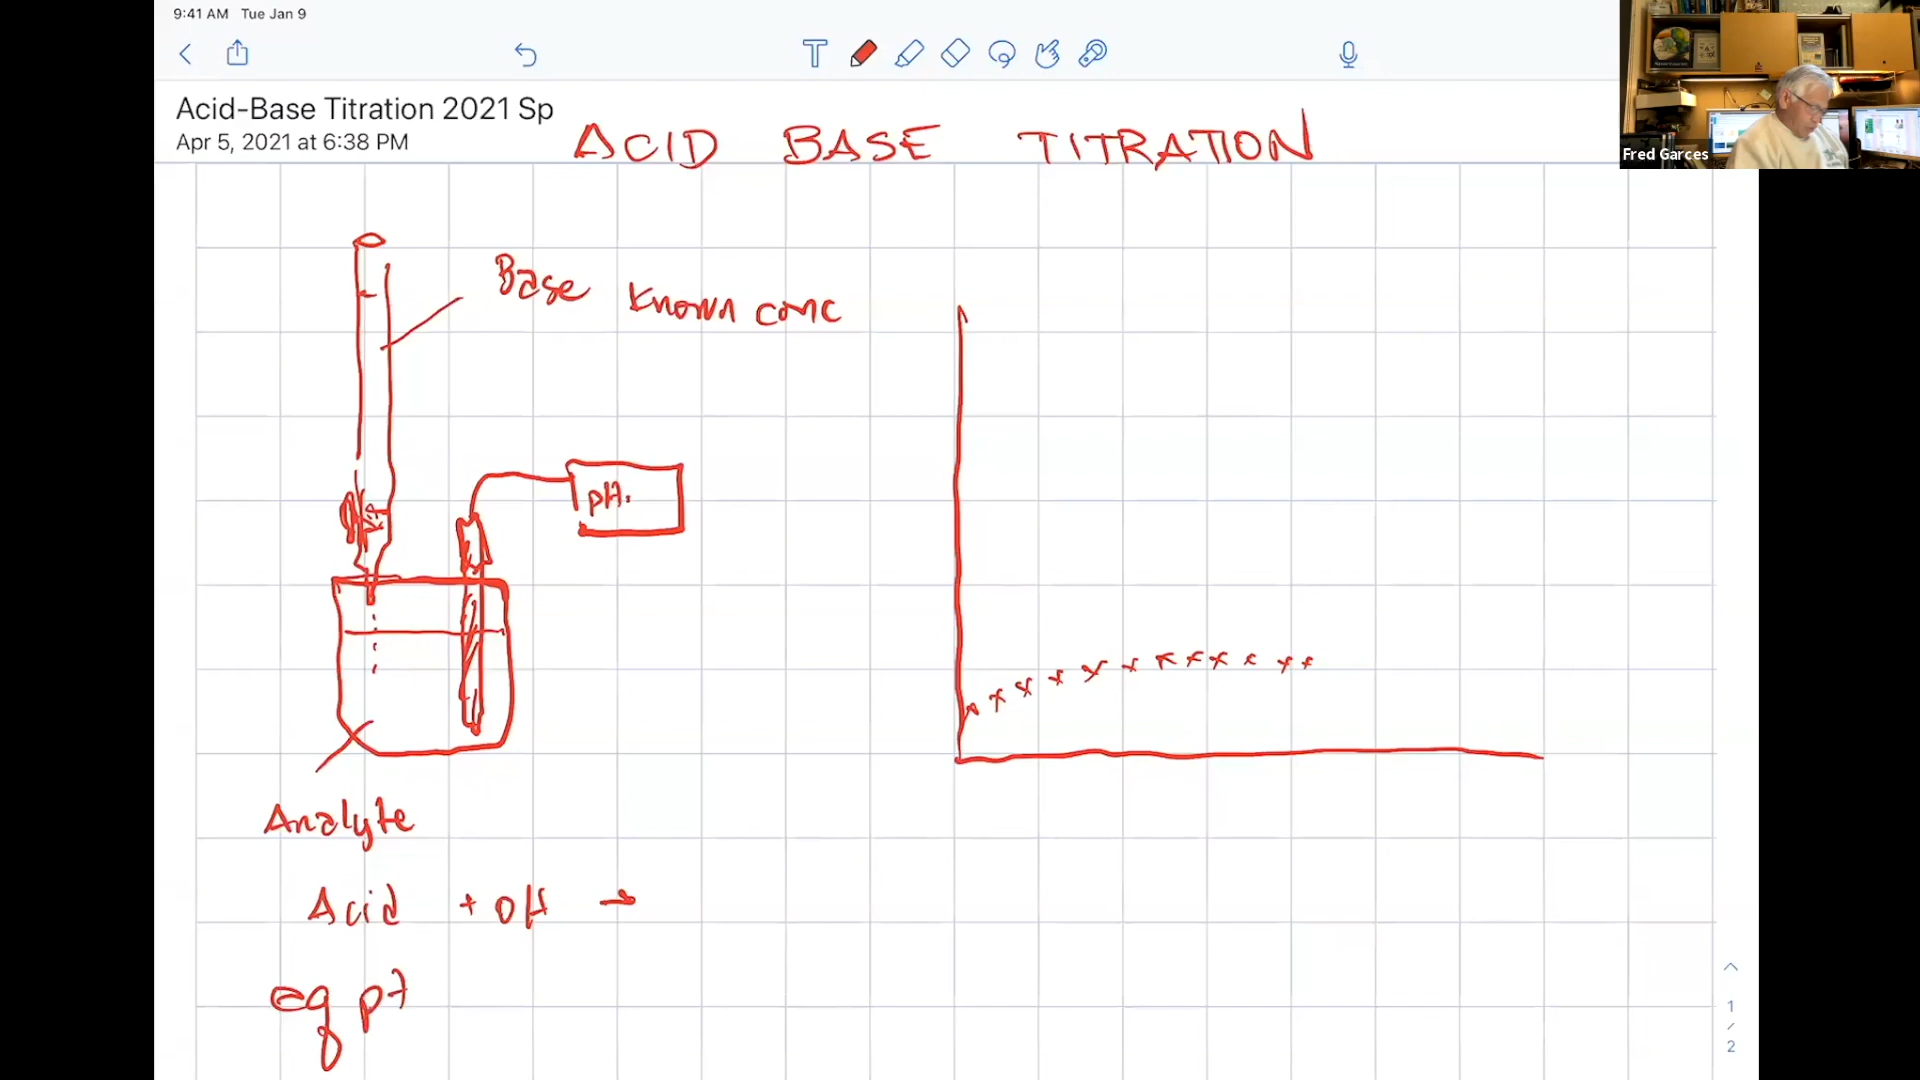 9:41 AM Tue Jan 9
Acid-Base Titration 2021 Sp
Apr 5, 2021 at 6:38 PM
ACID BASE TITRATION
Fred Garces
Base Known conc
pH.
Analyte
Acid + OH →
eq pt
1
/
2